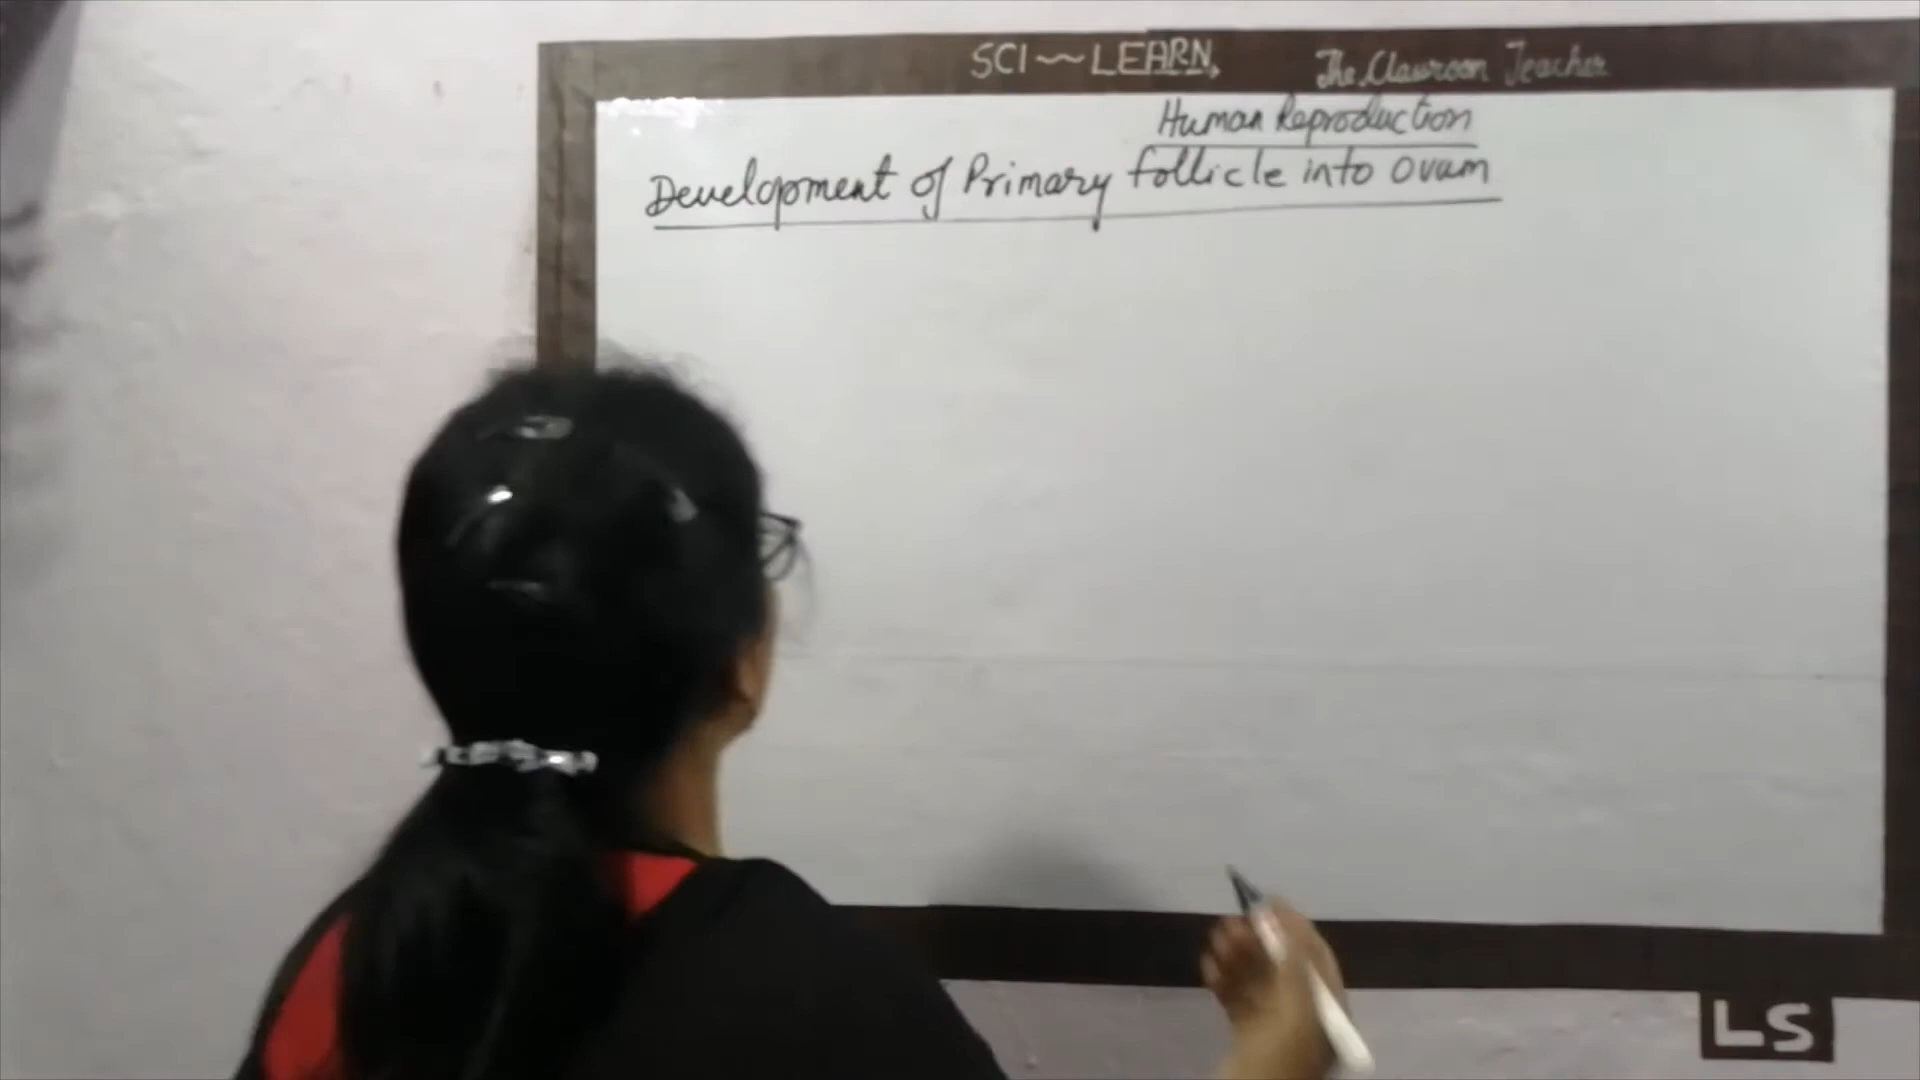 SCI~LEARN,
The Classroom Teacher
Human Reproduction
Development of Primary follicle into Ovum
LS